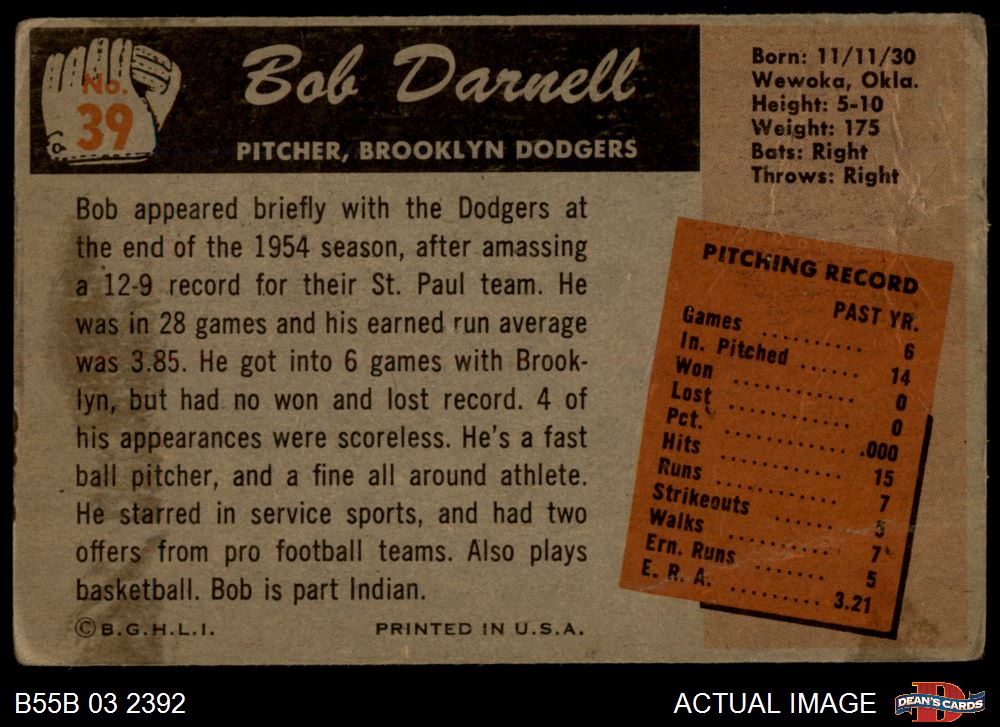 No.
39
Bob Darnell
PITCHER, BROOKLYN DODGERS
Born: 11/11/30
Wewoka, Okla.
Height: 5-10
Weight: 175
Bats: Right
Throws: Right
Bob appeared briefly with the Dodgers at
the end of the 1954 season, after amassing
a 12-9 record for their St. Paul team. He
was in 28 games and his earned run average
was 3.85. He got into 6 games with Brook-
lyn, but had no won and lost record. 4 of
his appearances were scoreless. He's a fast
ball pitcher, and a fine all around athlete.
He starred in service sports, and had two
offers from pro football teams. Also plays
basketball. Bob is part Indian.
©B.G.H.L.I. PRINTED IN U.S.A.
PITCHING RECORD
PAST YR.
Games .......... 6
In. Pitched ...... 14
Won ........... 0
Lost ........... 0
Pct. ........... .000
Hits ........... 15
Runs ........... 7
Strikeouts ...... 5
Walks .......... 7
Ern. Runs ....... 5
E. R. A. ......... 3.21
B55B 03 2392
ACTUAL IMAGE
D
DEAN'S CARDS